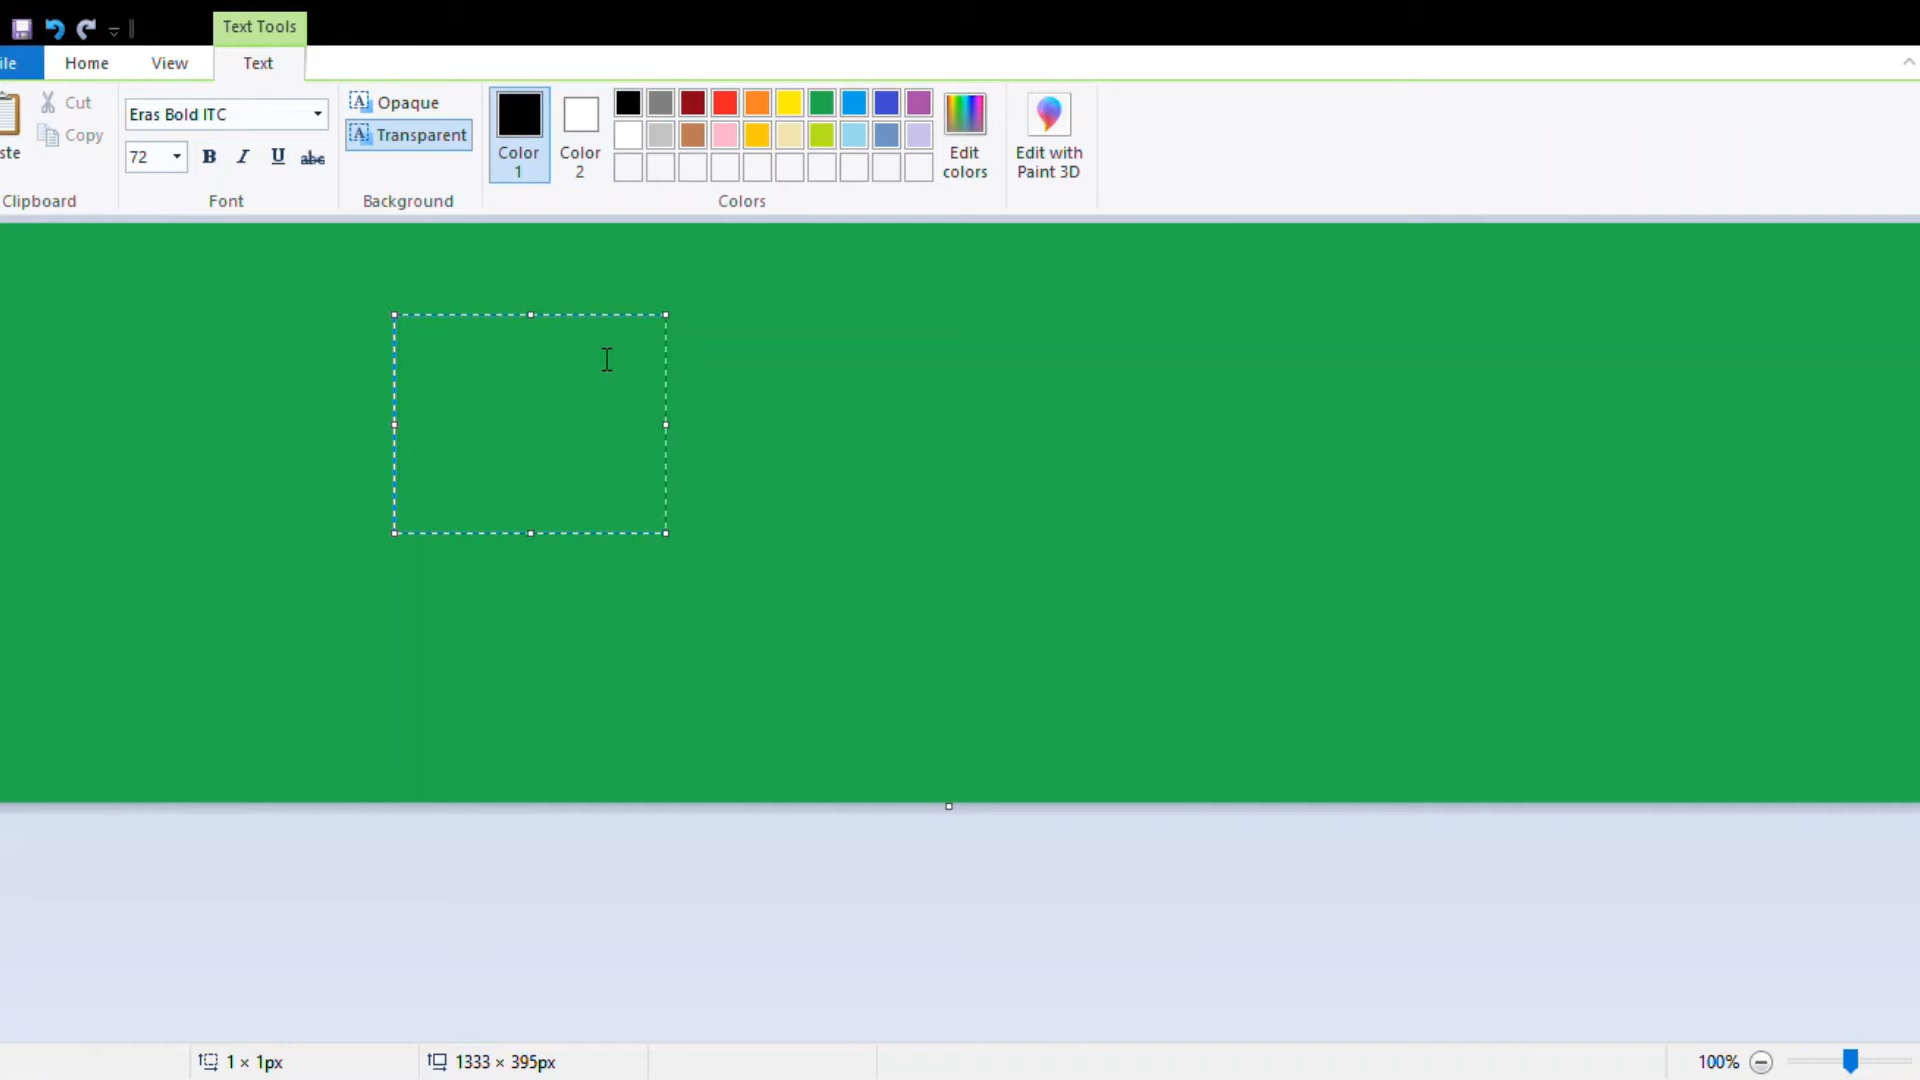 Text Tools
ile
Home
View
Text
ste
Cut
Copy
Clipboard
Eras Bold ITC
72
B I U abc
Font
Opaque
Transparent
Background
Color
1
Color
2
Edit
colors
Colors
Edit with
Paint 3D
1 × 1px
1333 × 395px
100%